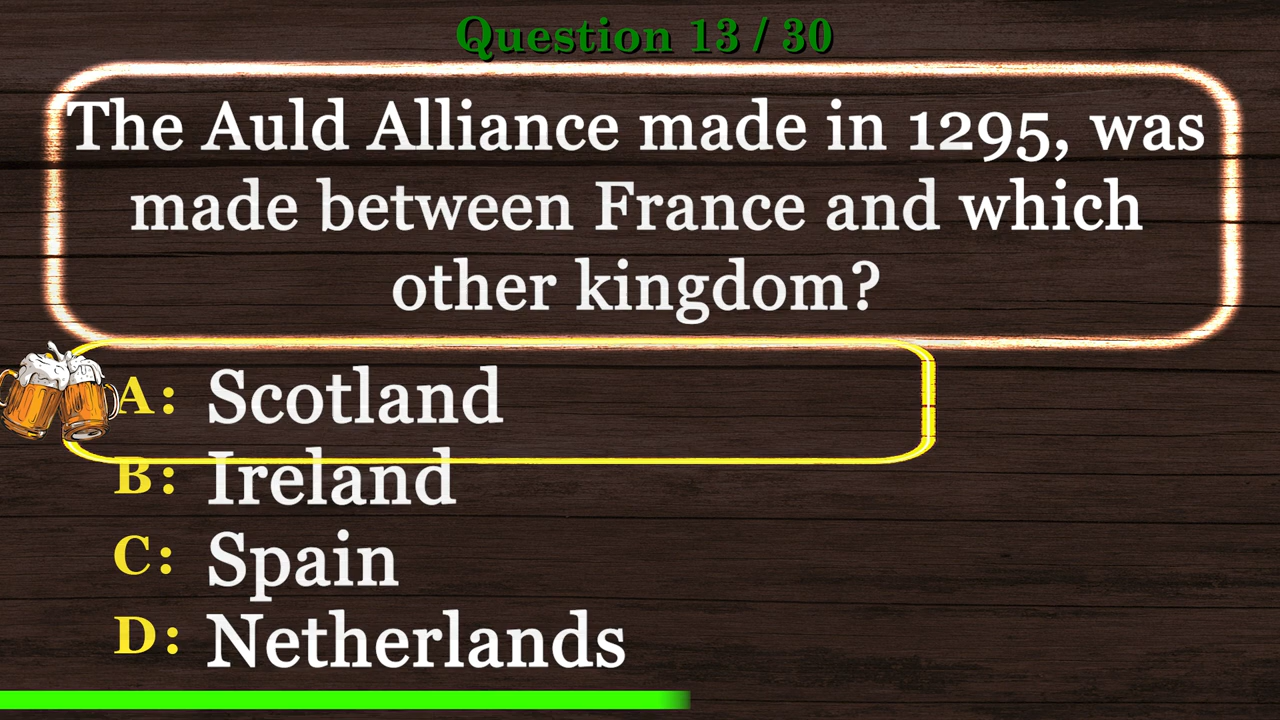 Question 13 / 30
The Auld Alliance made in 1295, was
made between France and which
other kingdom?
A: Scotland
B: Ireland
C: Spain
D: Netherlands